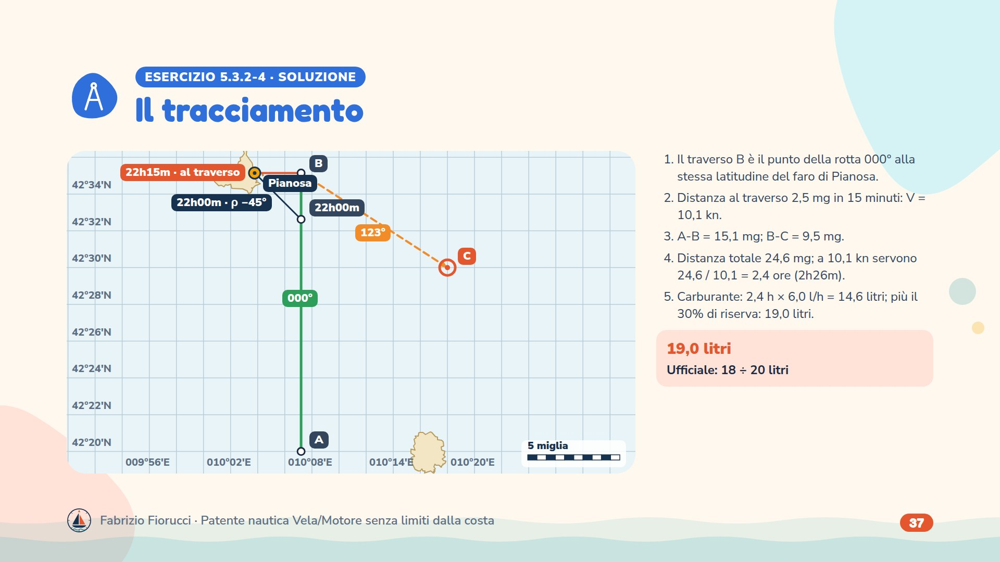 ESERCIZIO 5.3.2-4 · SOLUZIONE
Il tracciamento
B
22h15m · al traverso
Pianosa
42°34'N
22h00m · ρ −45°
22h00m
42°32'N
123°
42°30'N
C
42°28'N
000°
42°26'N
42°24'N
42°22'N
42°20'N
A
5 miglia
009°56'E
010°02'E
010°08'E
010°14'E
010°20'E
1. Il traverso B è il punto della rotta 000° alla
stessa latitudine del faro di Pianosa.
2. Distanza al traverso 2,5 mg in 15 minuti: V =
10,1 kn.
3. A-B = 15,1 mg; B-C = 9,5 mg.
4. Distanza totale 24,6 mg; a 10,1 kn servono
24,6 / 10,1 = 2,4 ore (2h26m).
5. Carburante: 2,4 h × 6,0 l/h = 14,6 litri; più il
30% di riserva: 19,0 litri.
19,0 litri
Ufficiale: 18 ÷ 20 litri
Fabrizio Fiorucci · Patente nautica Vela/Motore senza limiti dalla costa
37